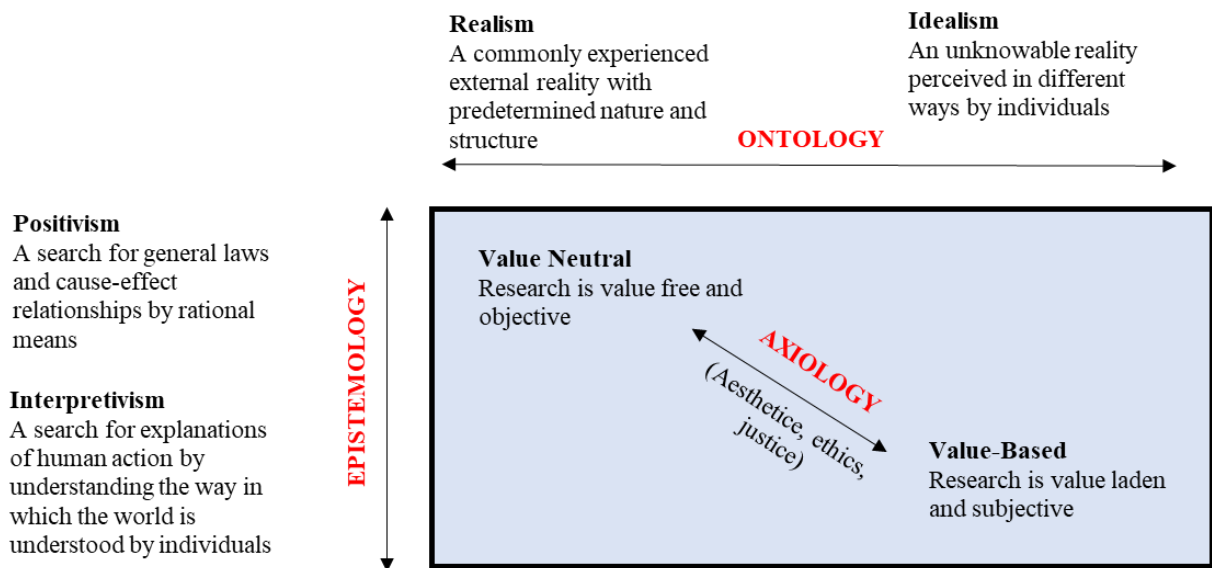 Realism
A commonly experienced
external reality with
predetermined nature and
structure
Idealism
An unknowable reality
perceived in different
ways by individuals
ONTOLOGY
Positivism
A search for general laws
and cause-effect
relationships by rational
means
Interpretivism
A search for explanations
of human action by
understanding the way in
which the world is
understood by individuals
EPISTEMOLOGY
Value Neutral
Research is value free and
objective
AXIOLOGY
(Aesthetice, ethics,
justice)
Value-Based
Research is value laden
and subjective